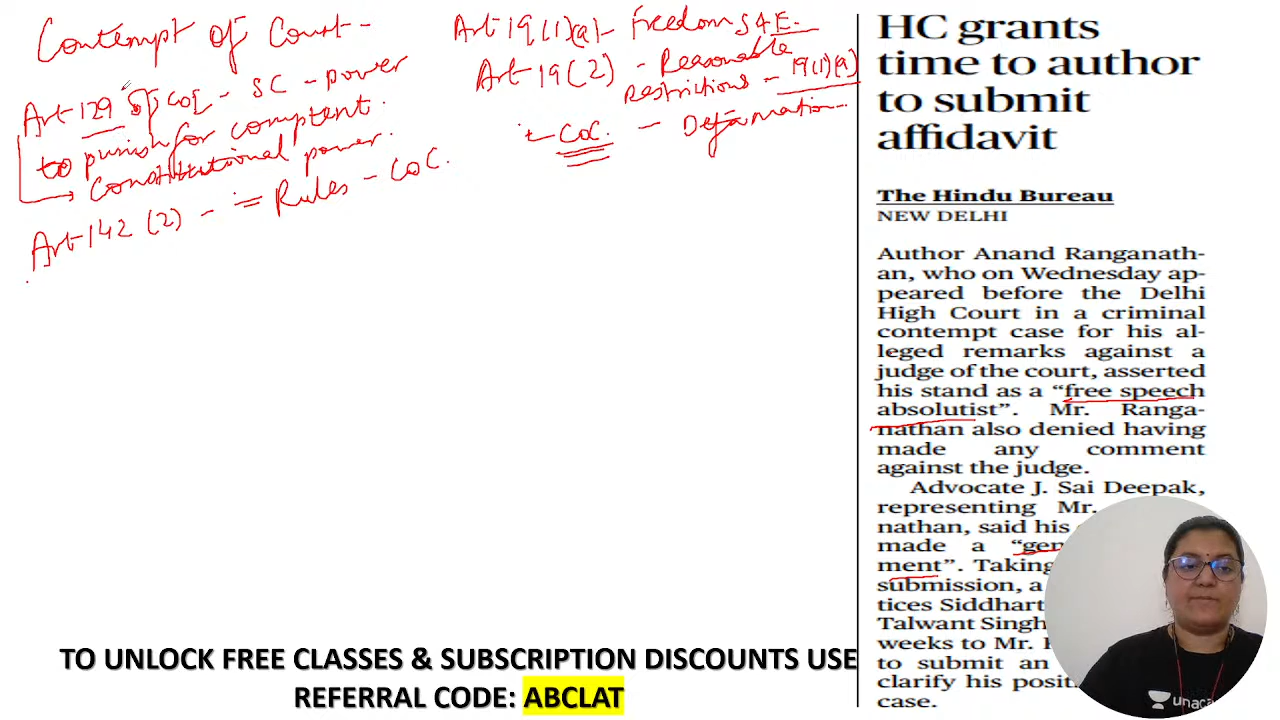 Contempt of Court-
Art 129 of CoI - SC - power
to punish for comptent.
Constitutional power.
Art-142 (2) - = Rules - CoC.
Art 19(1)(a)- Freedom S & E.
Art 19(2) - Reasonable
Restrictions - 19(1)(a)
CoC. - Defamation-
HC grants
time to author
to submit
affidavit
The Hindu Bureau
NEW DELHI
Author Anand Ranganath-
an, who on Wednesday ap-
peared before the Delhi
High Court in a criminal
contempt case for his al-
leged remarks against a
judge of the court, asserted
his stand as a “free speech
absolutist”. Mr. Ranga-
nathan also denied having
made any comment
against the judge.
Advocate J. Sai Deepak,
representing Mr.
nathan, said his
made a “gen
ment”. Taking
submission, a
tices Siddhart
Talwant Singh
weeks to Mr.
to submit an
clarify his posit
case.
TO UNLOCK FREE CLASSES & SUBSCRIPTION DISCOUNTS USE
REFERRAL CODE: ABCLAT
unaca